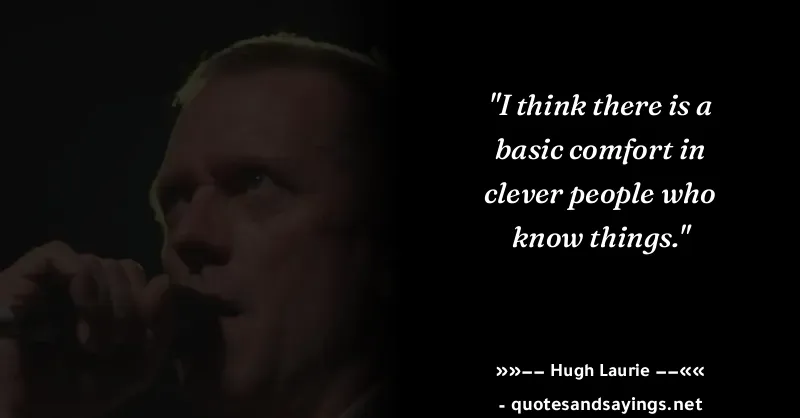 "I think there is a
basic comfort in
clever people who
know things."
»»−− Hugh Laurie −−««
- quotesandsayings.net